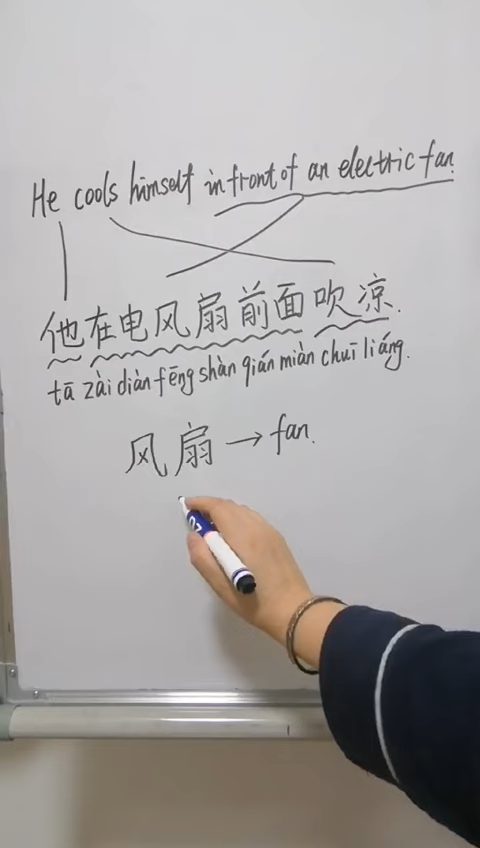 He cools himself in front of an electric fan.
他在电风扇前面吹凉.
tā zài diàn fēng shàn qián miàn chuī liáng.
风扇→fan.